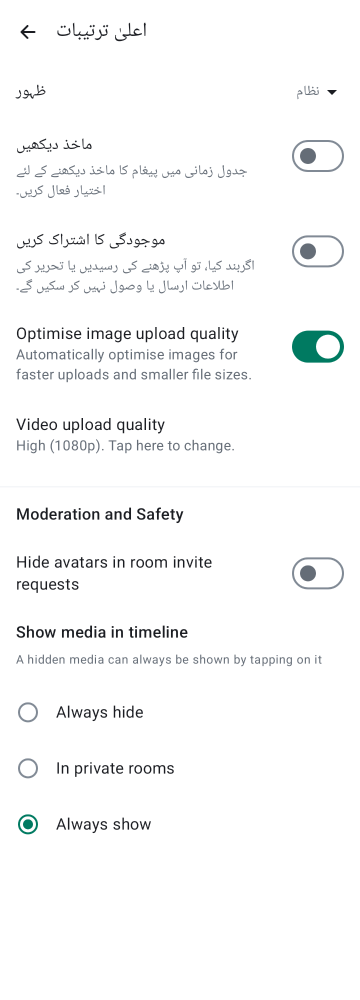 اعلیٰ ترتیبات
ظہور
نظام
ماخذ دیکھیں
جدول زمانی میں پیغام کا ماخذ دیکھنے کے لئے
اختیار فعال کریں۔
موجودگی کا اشتراک کریں
اگربند کیا، تو آپ پڑھنے کی رسیدیں یا تحریر کی
اطلاعات ارسال یا وصول نہیں کر سکیں گے۔
Optimise image upload quality
Automatically optimise images for
faster uploads and smaller file sizes.
Video upload quality
High (1080p). Tap here to change.
Moderation and Safety
Hide avatars in room invite
requests
Show media in timeline
A hidden media can always be shown by tapping on it
Always hide
In private rooms
Always show